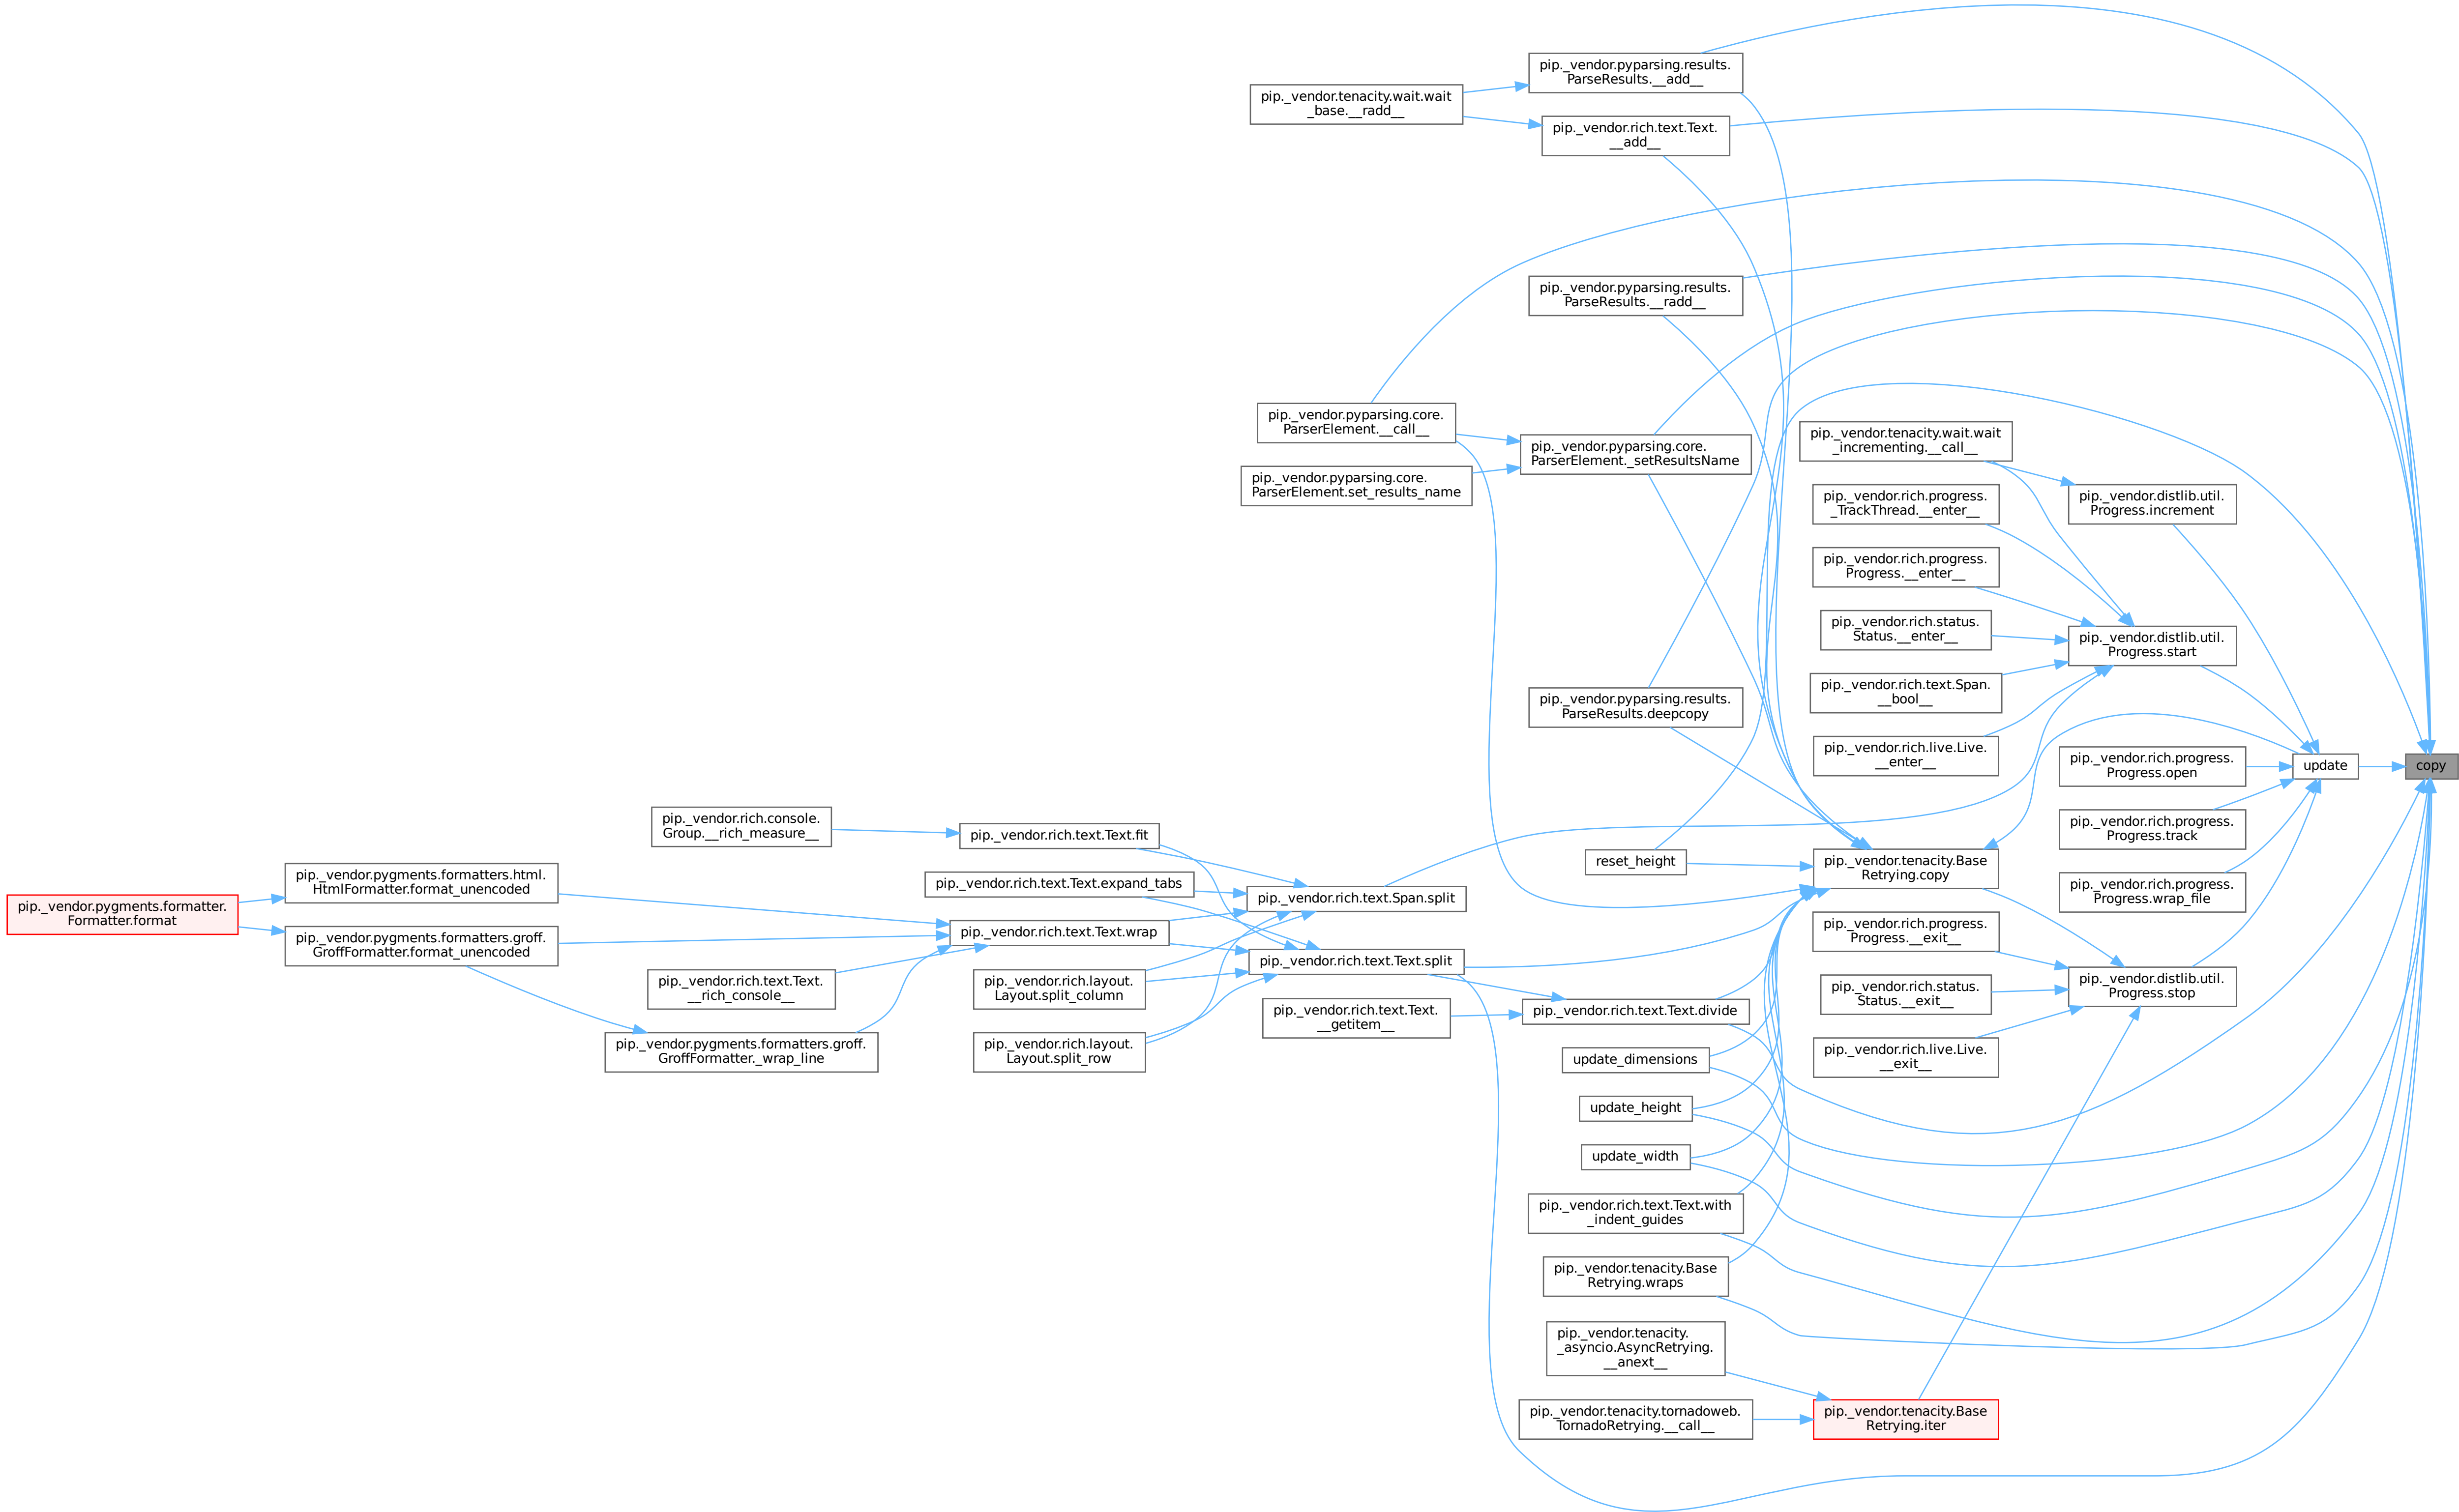 pip._vendor.pyparsing.results.
ParseResults.__add__
pip._vendor.tenacity.wait.wait
_base.__radd__
pip._vendor.rich.text.Text.
__add__
pip._vendor.pyparsing.results.
ParseResults.__radd__
pip._vendor.pyparsing.core.
ParserElement.__call__
pip._vendor.pyparsing.core.
ParserElement._setResultsName
pip._vendor.pyparsing.core.
ParserElement.set_results_name
pip._vendor.tenacity.wait.wait
_incrementing.__call__
pip._vendor.distlib.util.
Progress.increment
pip._vendor.rich.progress.
_TrackThread.__enter__
pip._vendor.rich.progress.
Progress.__enter__
pip._vendor.rich.status.
Status.__enter__
pip._vendor.distlib.util.
Progress.start
pip._vendor.rich.text.Span.
__bool__
pip._vendor.pyparsing.results.
ParseResults.deepcopy
pip._vendor.rich.live.Live.
__enter__
pip._vendor.rich.progress.
Progress.open
update
copy
pip._vendor.rich.progress.
Progress.track
pip._vendor.rich.console.
Group.__rich_measure__
pip._vendor.rich.text.Text.fit
reset_height
pip._vendor.tenacity.Base
Retrying.copy
pip._vendor.rich.progress.
Progress.wrap_file
pip._vendor.pygments.formatters.html.
HtmlFormatter.format_unencoded
pip._vendor.rich.text.Text.expand_tabs
pip._vendor.rich.text.Span.split
pip._vendor.pygments.formatter.
Formatter.format
pip._vendor.rich.text.Text.wrap
pip._vendor.rich.progress.
Progress.__exit__
pip._vendor.pygments.formatters.groff.
GroffFormatter.format_unencoded
pip._vendor.rich.text.Text.split
pip._vendor.rich.text.Text.
__rich_console__
pip._vendor.rich.layout.
Layout.split_column
pip._vendor.rich.status.
Status.__exit__
pip._vendor.distlib.util.
Progress.stop
pip._vendor.rich.text.Text.
__getitem__
pip._vendor.rich.text.Text.divide
pip._vendor.pygments.formatters.groff.
GroffFormatter._wrap_line
pip._vendor.rich.layout.
Layout.split_row
update_dimensions
pip._vendor.rich.live.Live.
__exit__
update_height
update_width
pip._vendor.rich.text.Text.with
_indent_guides
pip._vendor.tenacity.Base
Retrying.wraps
pip._vendor.tenacity.
_asyncio.AsyncRetrying.
__anext__
pip._vendor.tenacity.tornadoweb.
TornadoRetrying.__call__
pip._vendor.tenacity.Base
Retrying.iter